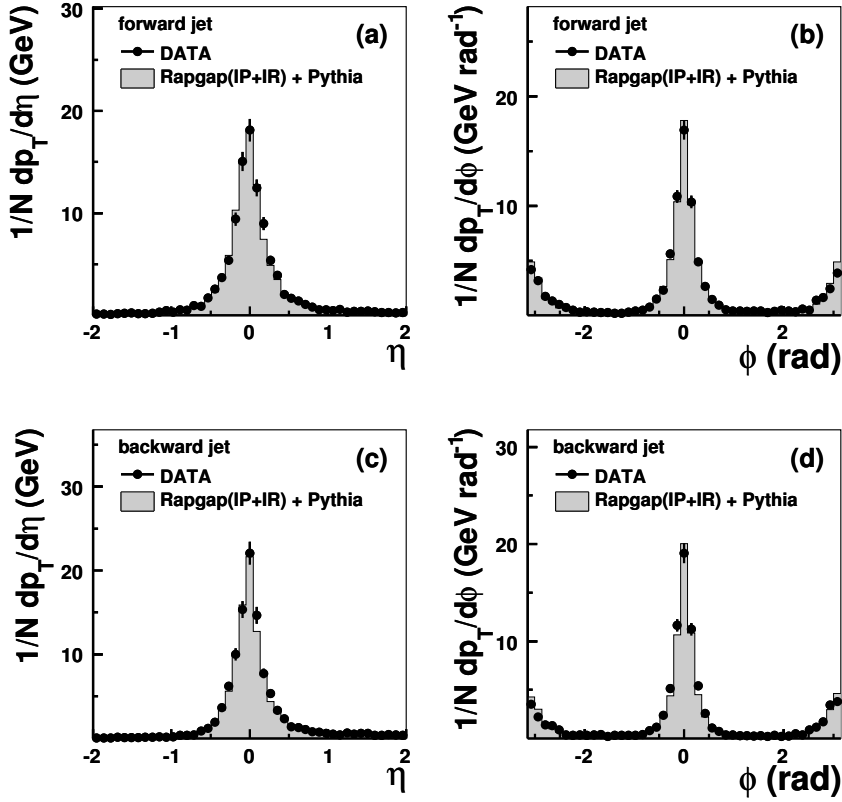 forward jet
(a)
DATA
Rapgap(IP+IR) + Pythia
1/N dp_T/dη (GeV)
30
20
10
-2 -1 0 1 2
η
forward jet
(b)
DATA
Rapgap(IP+IR) + Pythia
1/N dp_T/dϕ (GeV rad⁻¹)
20
10
-2 0 2
ϕ (rad)
backward jet
(c)
DATA
Rapgap(IP+IR) + Pythia
1/N dp_T/dη (GeV)
30
20
10
-2 -1 0 1 2
η
backward jet
(d)
DATA
Rapgap(IP+IR) + Pythia
1/N dp_T/dϕ (GeV rad⁻¹)
30
20
10
-2 0 2
ϕ (rad)